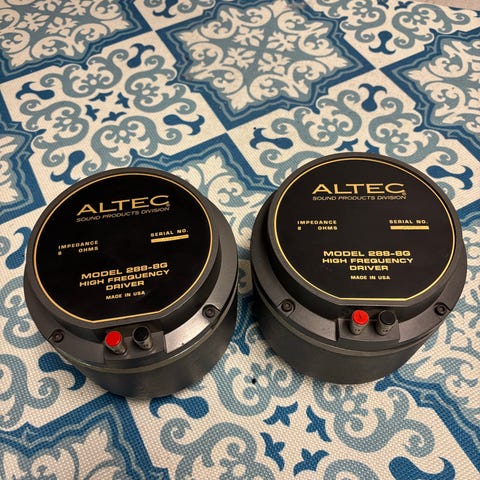 ALTEC
SOUND PRODUCTS DIVISION
IMPEDANCE
8 OHMS
SERIAL NO.
MODEL 288-8G
HIGH FREQUENCY
DRIVER
MADE IN USA
ALTEC
SOUND PRODUCTS DIVISION
IMPEDANCE
8 OHMS
SERIAL NO.
MODEL 288-8G
HIGH FREQUENCY
DRIVER
MADE IN USA